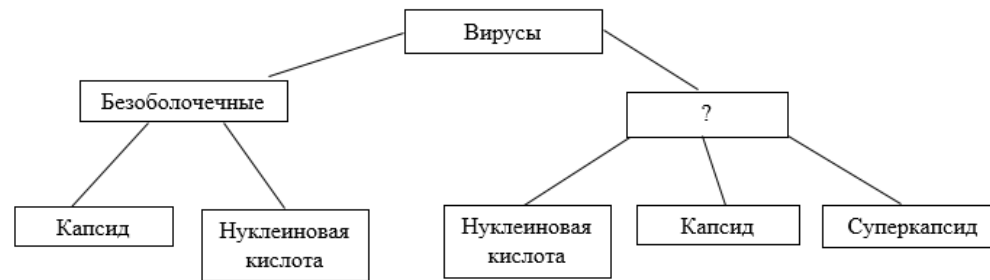 Вирусы
Безоболочечные
?
Капсид
Нуклеиновая
кислота
Нуклеиновая
кислота
Капсид
Суперкапсид